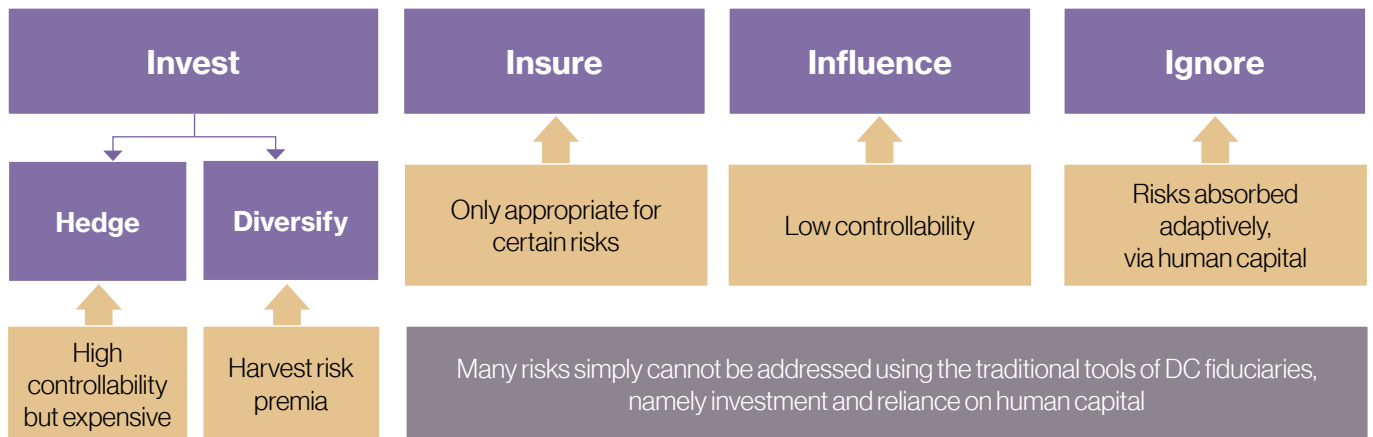 Invest
Insure
Influence
Ignore
Hedge
Diversify
Only appropriate for
certain risks
Low controllability
Risks absorbed
adaptively,
via human capital
High
controllability
but expensive
Harvest risk
premia
Many risks simply cannot be addressed using the traditional tools of DC fiduciaries,
namely investment and reliance on human capital